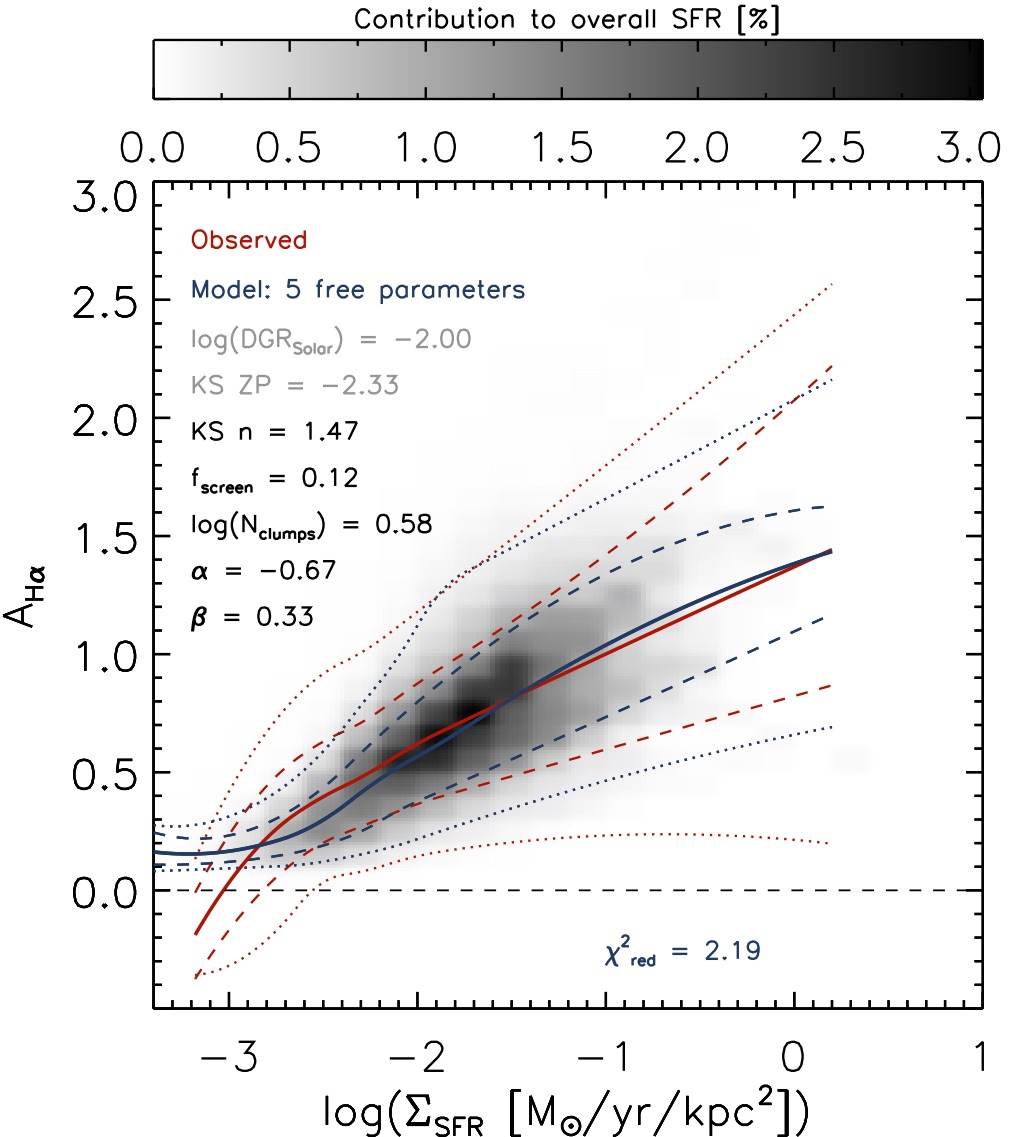 Contribution to overall SFR [%]
0.0 0.5 1.0 1.5 2.0 2.5 3.0
3.0
Observed
2.5
Model: 5 free parameters
log(DGR_Solar) = −2.00
KS ZP = −2.33
2.0
KS n = 1.47
f_screen = 0.12
log(N_clumps) = 0.58
1.5
α = −0.67
β = 0.33
A_Hα
1.0
0.5
0.0
χ²_red = 2.19
−3 −2 −1 0 1
log(Σ_SFR [M_⊙/yr/kpc²])